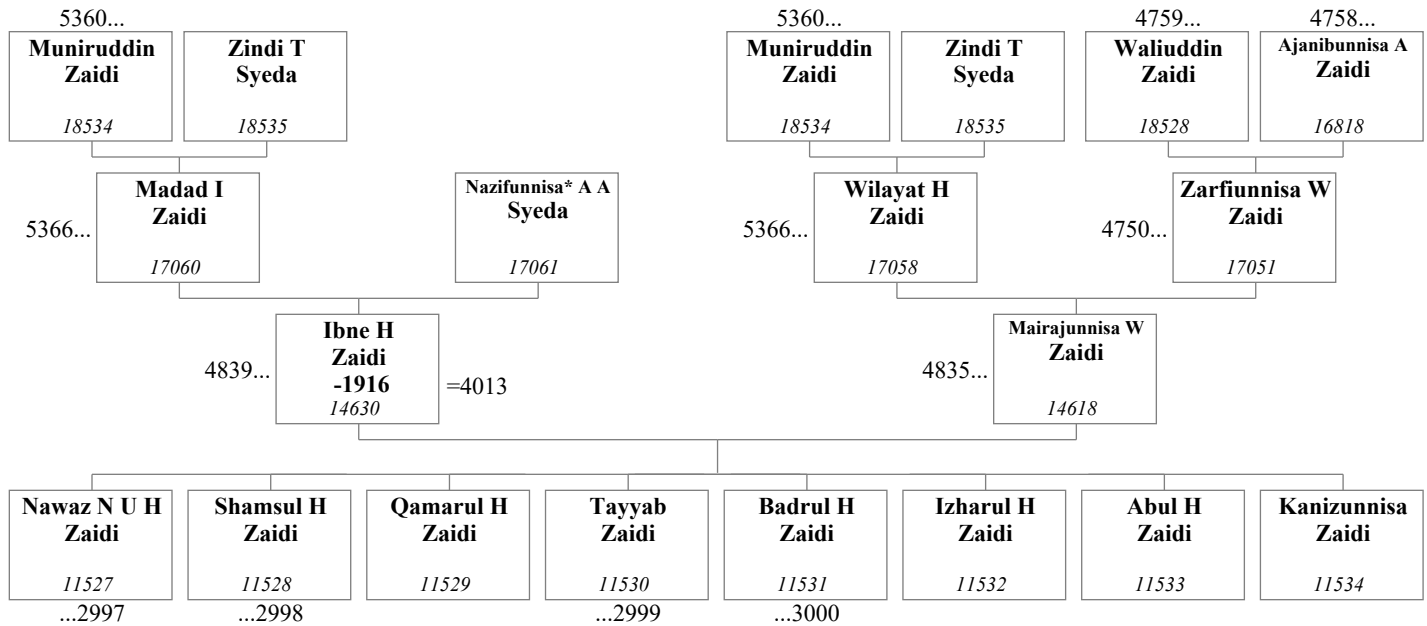 5360...
5360...
4759...
4758...
Muniruddin
Zaidi
18534
Zindi T
Syeda
18535
Muniruddin
Zaidi
18534
Zindi T
Syeda
18535
Waliuddin
Zaidi
18528
Ajanibunnisa A
Zaidi
16818
5366...
Madad I
Zaidi
17060
Nazifunnisa* A A
Syeda
17061
5366...
Wilayat H
Zaidi
17058
4750...
Zarfiunnisa W
Zaidi
17051
4839...
Ibne H
Zaidi
-1916
14630
=4013
4835...
Mairajunnisa W
Zaidi
14618
Nawaz N U H
Zaidi
11527
...2997
Shamsul H
Zaidi
11528
...2998
Qamarul H
Zaidi
11529
Tayyab
Zaidi
11530
...2999
Badrul H
Zaidi
11531
...3000
Izharul H
Zaidi
11532
Abul H
Zaidi
11533
Kanizunnisa
Zaidi
11534